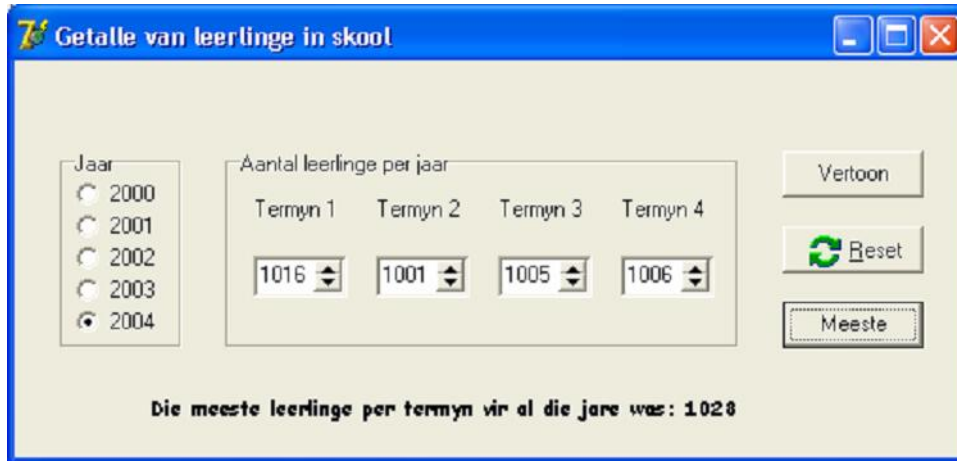 Getalle van leerlinge in skool
Jaar
2000
2001
2002
2003
2004
Aantal leerlinge per jaar
Termyn 1 Termyn 2 Termyn 3 Termyn 4
1016 1001 1005 1006
Vertoon
Reset
Meeste
Die meeste leerlinge per termyn vir al die jare was: 1028